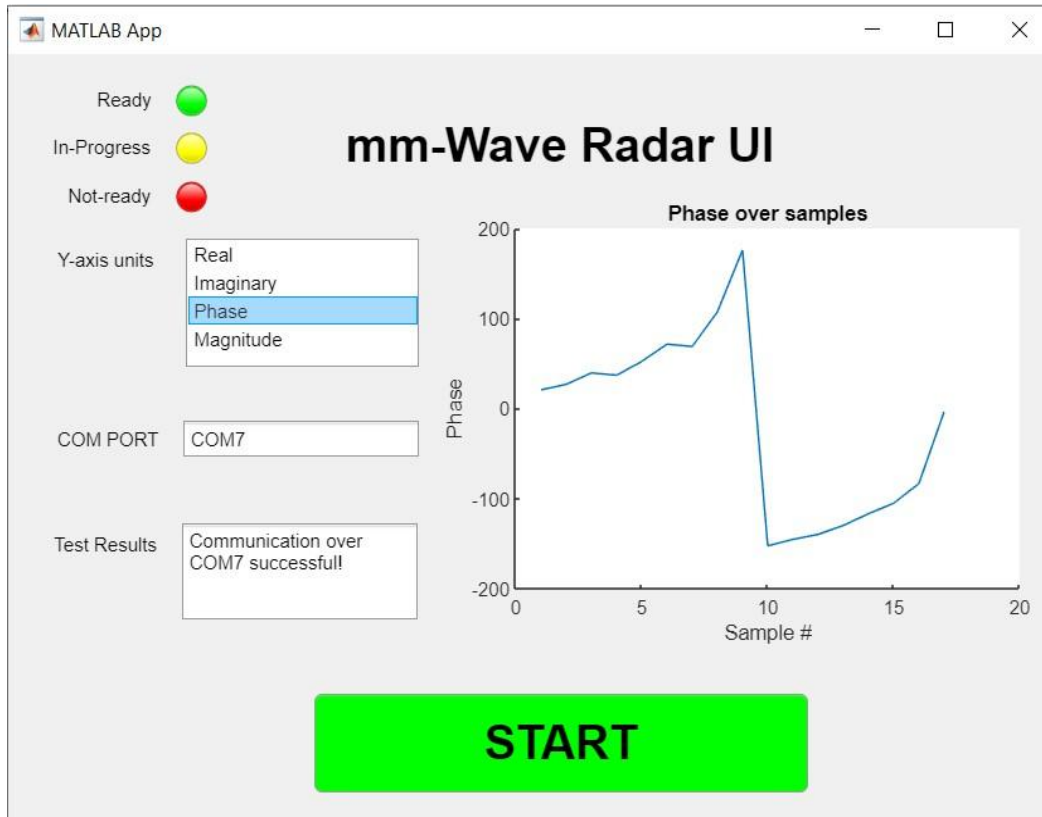 MATLAB App
Ready
In-Progress
Not-ready
mm-Wave Radar UI
Y-axis units
Real
Imaginary
Phase
Magnitude
COM PORT
COM7
Test Results
Communication over
COM7 successful!
Phase over samples
Phase
200
100
0
-100
-200
0
5
10
15
20
Sample #
START